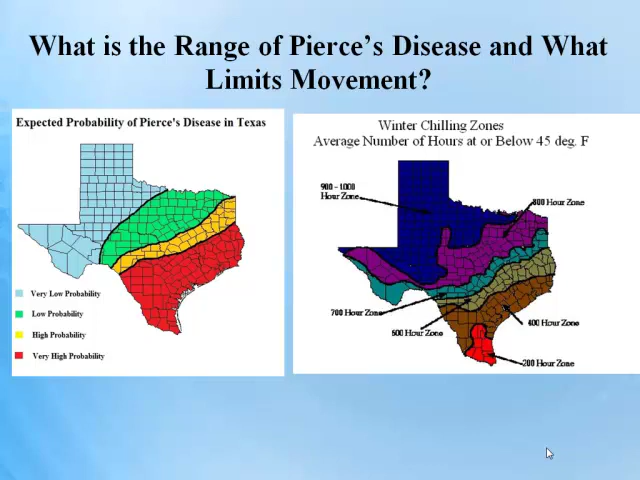 What is the Range of Pierce's Disease and What
Limits Movement?
Expected Probability of Pierce's Disease in Texas
Very Low Probability
Low Probability
High Probability
Very High Probability
Winter Chilling Zones
Average Number of Hours at or Below 45 deg. F
900 - 1000
Hour Zone
800 Hour Zone
700 Hour Zone
600 Hour Zone
400 Hour Zone
200 Hour Zone